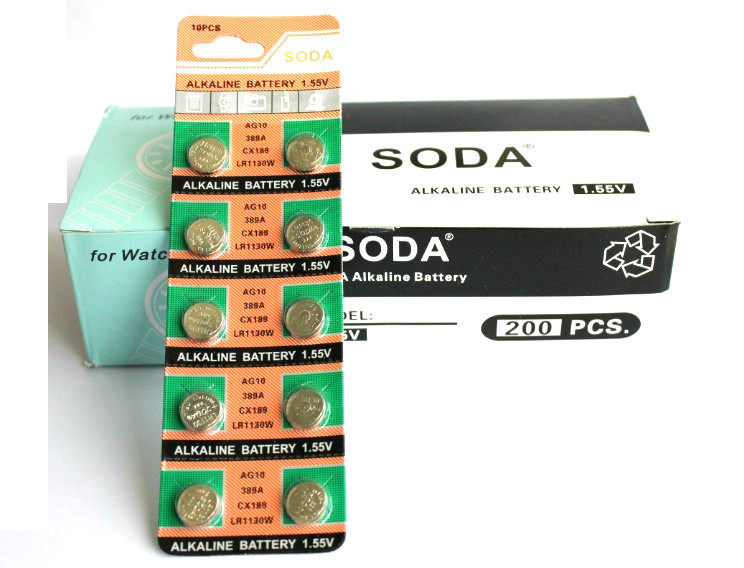 10PCS
SODA
ALKALINE BATTERY 1.55V
AG10
389A
CX189
LR1130W
ALKALINE BATTERY 1.55V
AG10
389A
CX189
LR1130W
ALKALINE BATTERY 1.55V
AG10
389A
CX189
LR1130W
ALKALINE BATTERY 1.55V
AG10
389A
CX189
LR1130W
ALKALINE BATTERY 1.55V
AG10
389A
CX189
LR1130W
ALKALINE BATTERY 1.55V
SODA®
ALKALINE BATTERY 1.55V
for Watc
SODA®
Alkaline Battery
200 PCS.